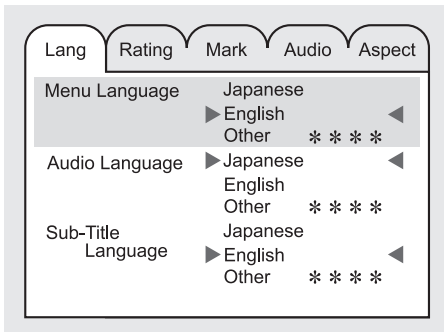 Lang Rating Mark Audio Aspect
Menu Language Japanese
English
Other ****
Audio Language Japanese
English
Other ****
Sub-Title Japanese
Language English
Other ****